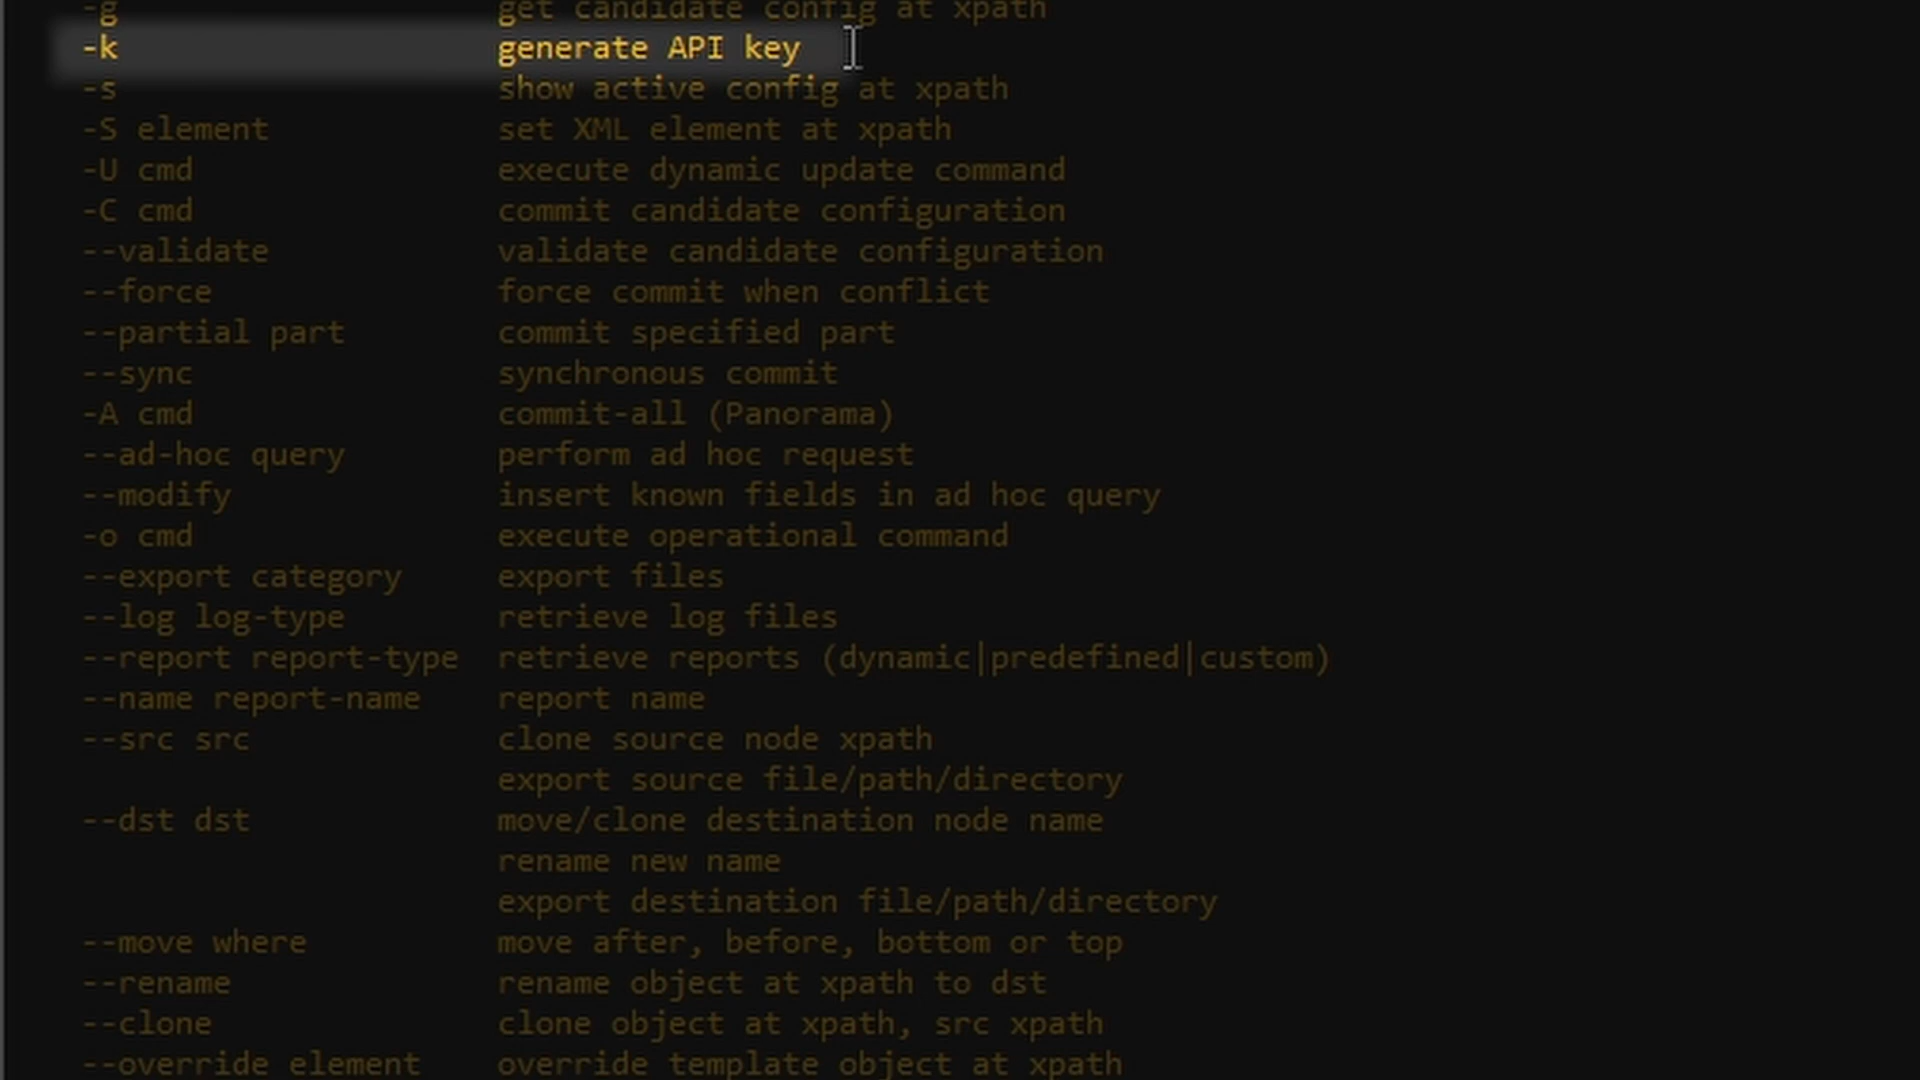 -g get candidate config at xpath
-k generate API key
-s show active config at xpath
-S element set XML element at xpath
-U cmd execute dynamic update command
-C cmd commit candidate configuration
--validate validate candidate configuration
--force force commit when conflict
--partial part commit specified part
--sync synchronous commit
-A cmd commit-all (Panorama)
--ad-hoc query perform ad hoc request
--modify insert known fields in ad hoc query
-o cmd execute operational command
--export category export files
--log log-type retrieve log files
--report report-type retrieve reports (dynamic|predefined|custom)
--name report-name report name
--src src clone source node xpath
export source file/path/directory
--dst dst move/clone destination node name
rename new name
export destination file/path/directory
--move where move after, before, bottom or top
--rename rename object at xpath to dst
--clone clone object at xpath, src xpath
--override element override template object at xpath